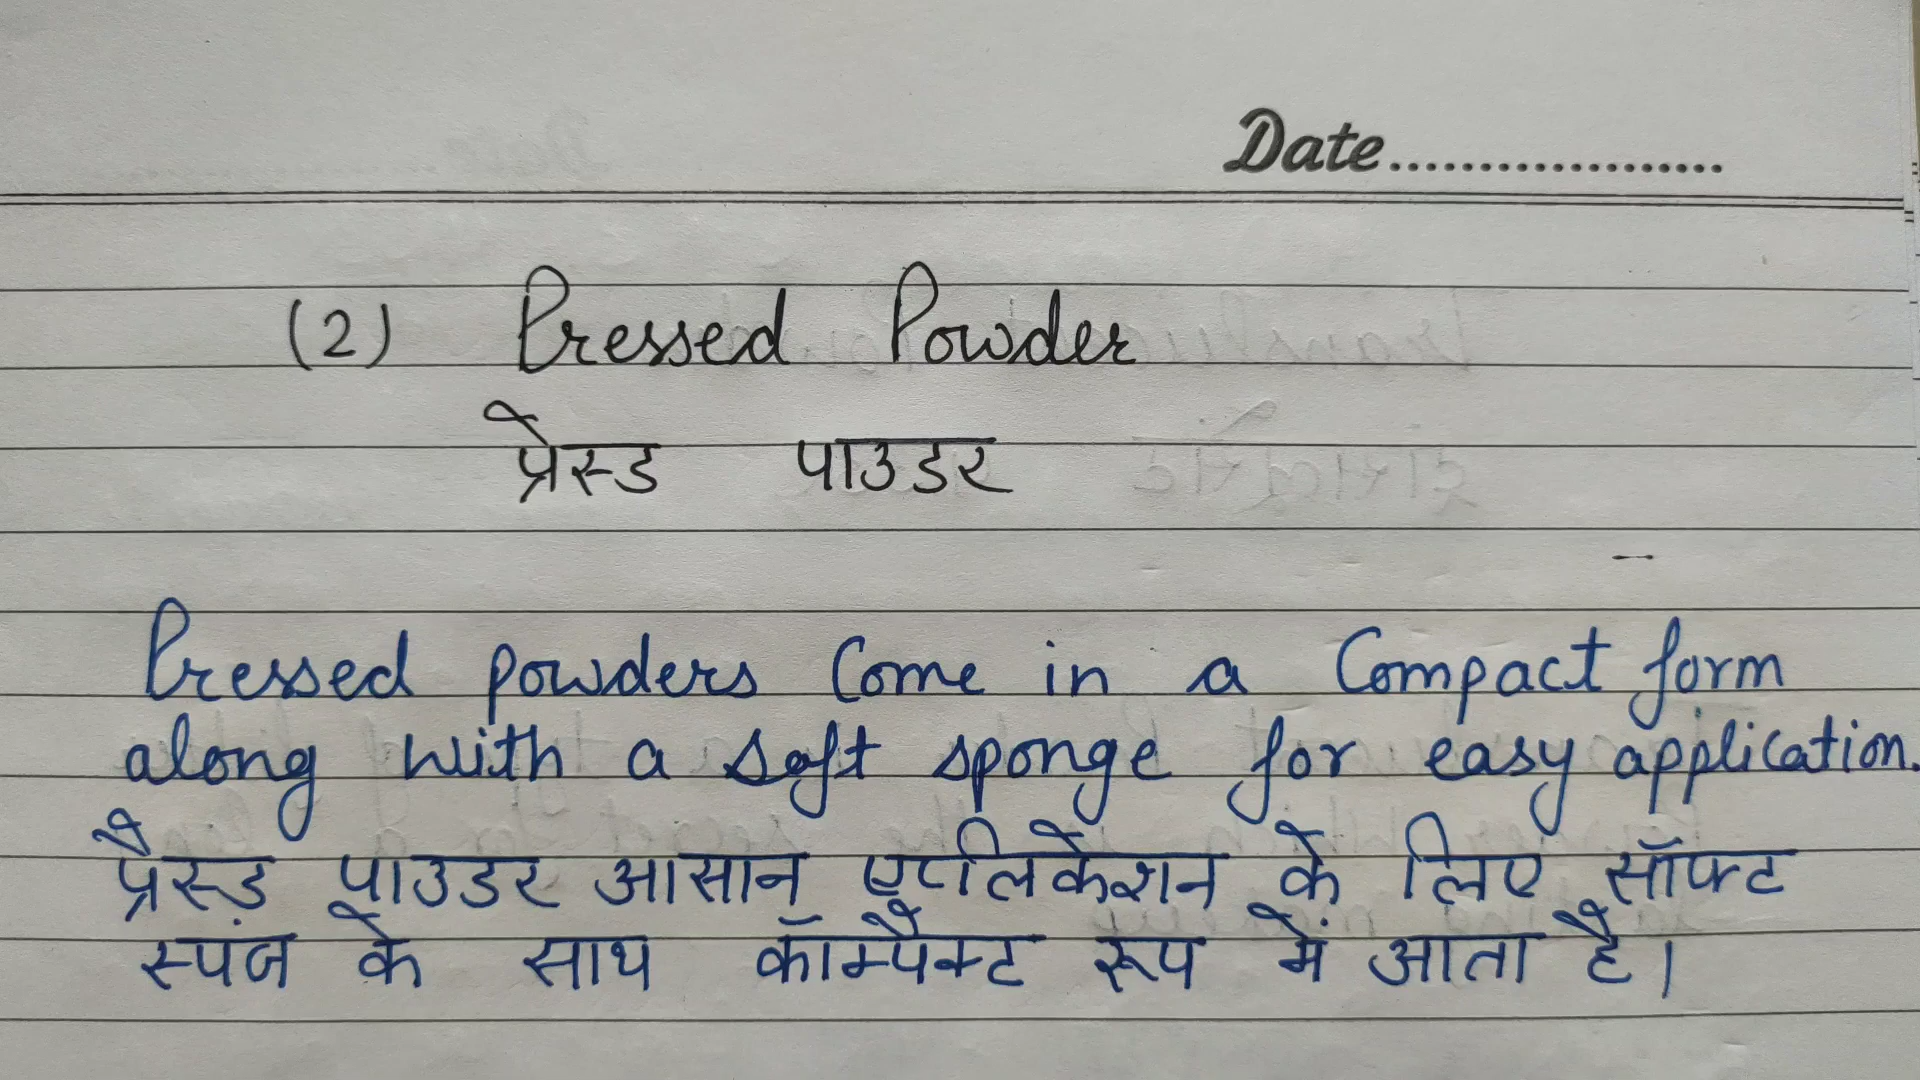 Date...................
(2) Pressed Powder
प्रेस्ड पाउडर
Pressed powders Come in a Compact form
along with a soft sponge for easy application.
प्रैस्ड़ पाउडर आसान एप्लिकेशन के लिए सॉफ्ट
स्पंज के साथ कॉम्पैक्ट रूप में आता है।